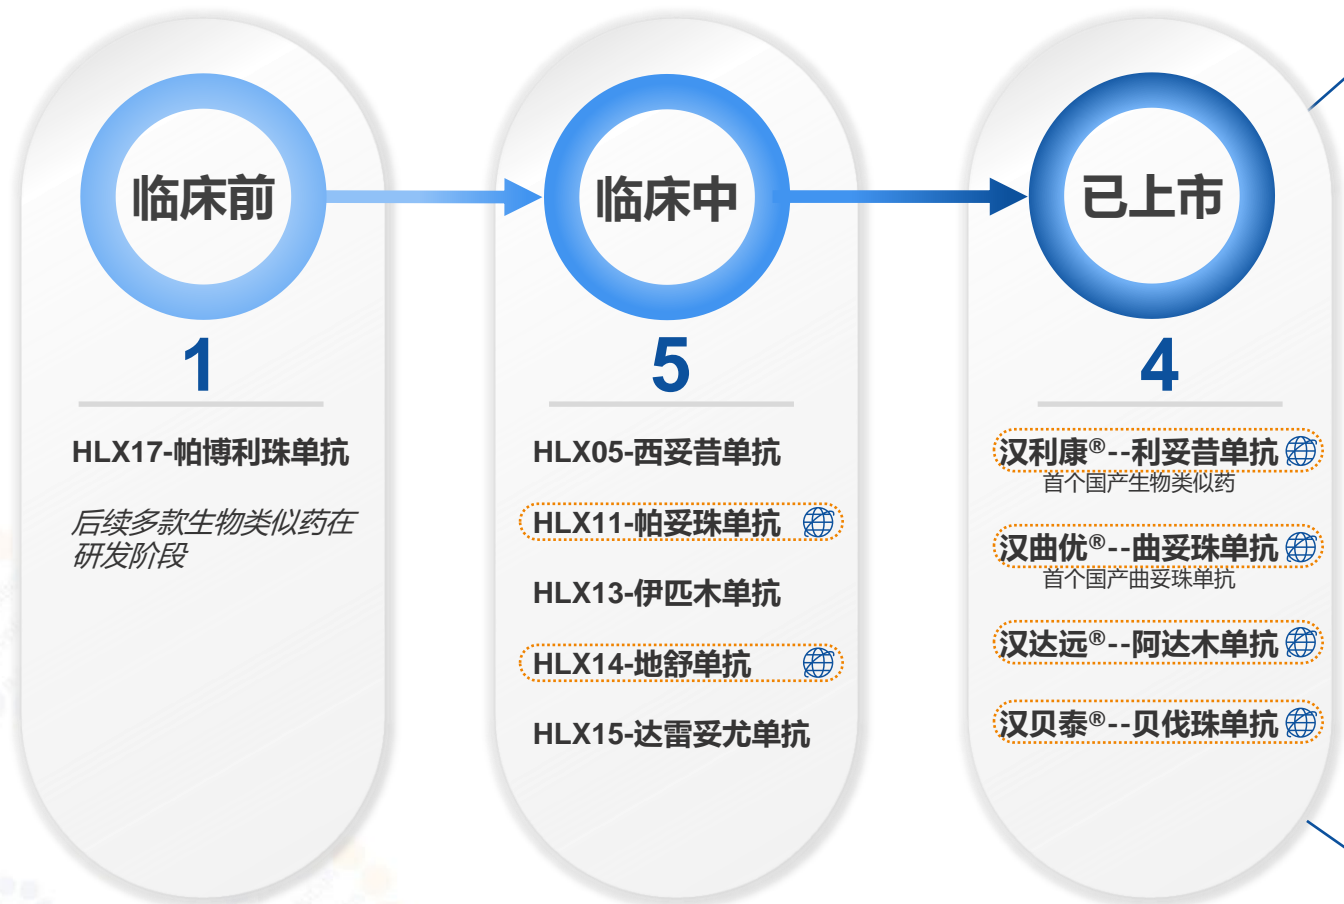 临床前
1
HLX17-帕博利珠单抗
后续多款生物类似药在
研发阶段
临床中
5
HLX05-西妥昔单抗
HLX11-帕妥珠单抗
HLX13-伊匹木单抗
HLX14-地舒单抗
HLX15-达雷妥尤单抗
已上市
4
汉利康®--利妥昔单抗
首个国产生物类似药
汉曲优®--曲妥珠单抗
首个国产曲妥珠单抗
汉达远®--阿达木单抗
汉贝泰®--贝伐珠单抗